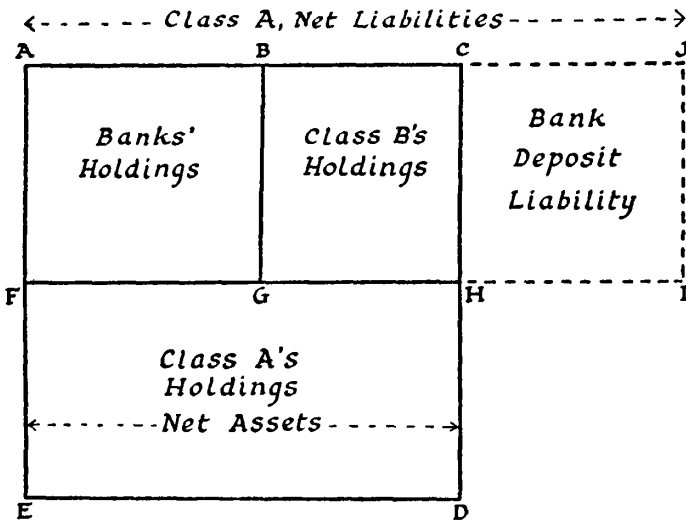 Class A, Net Liabilities
A B C J
Banks' Holdings
Class B's Holdings
Bank Deposit Liability
F G H I
Class A's
Holdings
Net Assets
E D